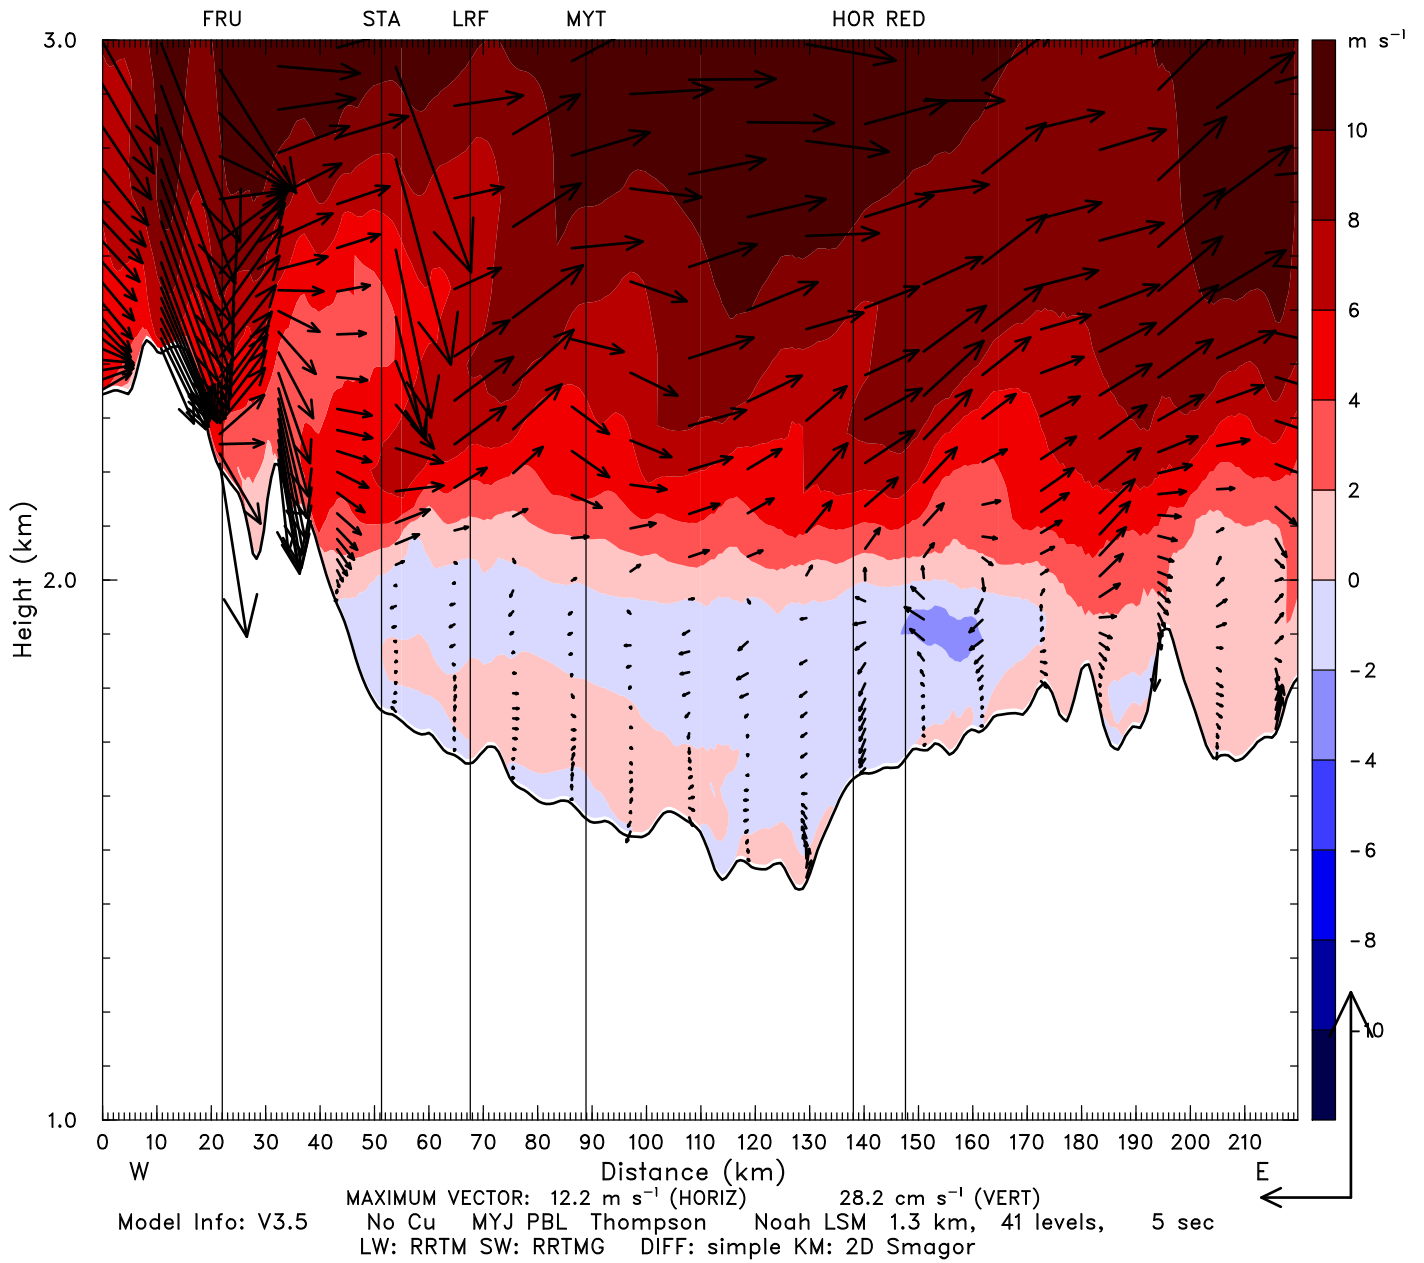 FRU STA LRF MYT HOR RED
m s⁻¹
3.0
10
8
6
4
2
2.0
0
-2
-4
-6
-8
-10
Height (km)
1.0
0 10 20 30 40 50 60 70 80 90 100 110 120 130 140 150 160 170 180 190 200 210
W Distance (km) E
MAXIMUM VECTOR: 12.2 m s⁻¹ (HORIZ) 28.2 cm s⁻¹ (VERT)
Model Info: V3.5 No Cu MYJ PBL Thompson Noah LSM 1.3 km, 41 levels, 5 sec
LW: RRTM SW: RRTMG DIFF: simple KM: 2D Smagor